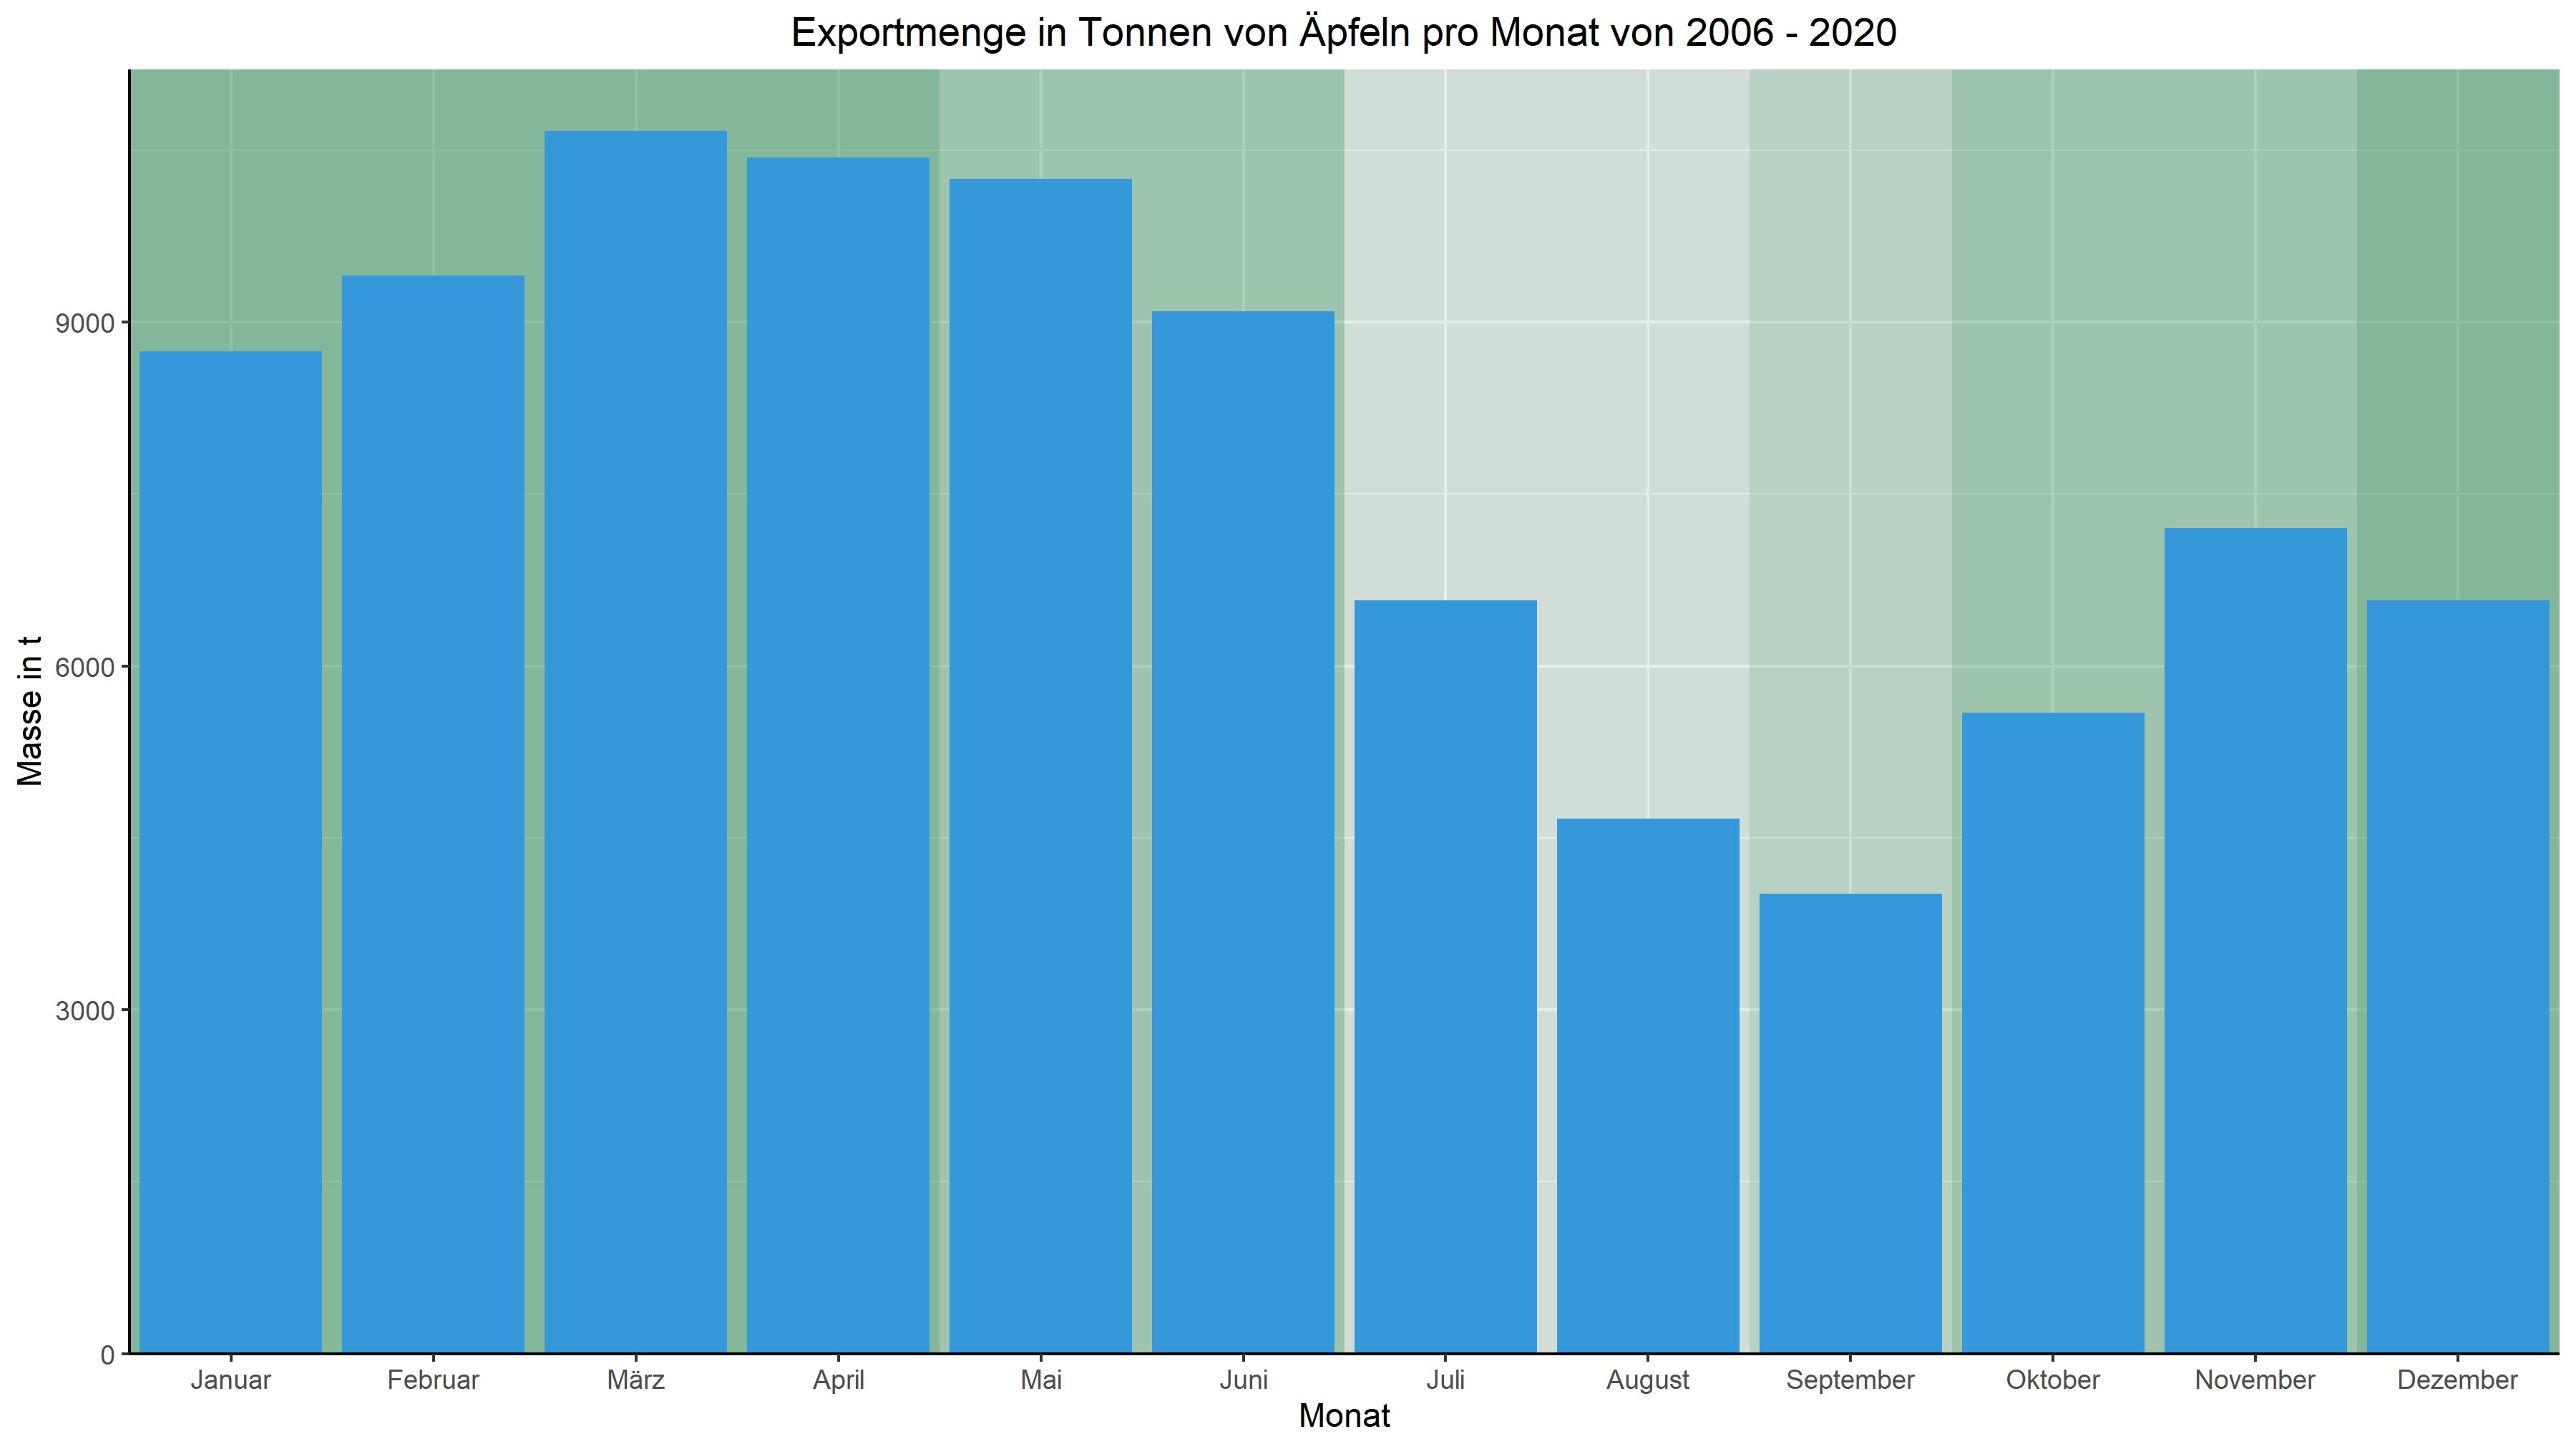 Exportmenge in Tonnen von Äpfeln pro Monat von 2006 - 2020
Masse in t
9000
6000
3000
0
Januar Februar März April Mai Juni Juli August September Oktober November Dezember
Monat